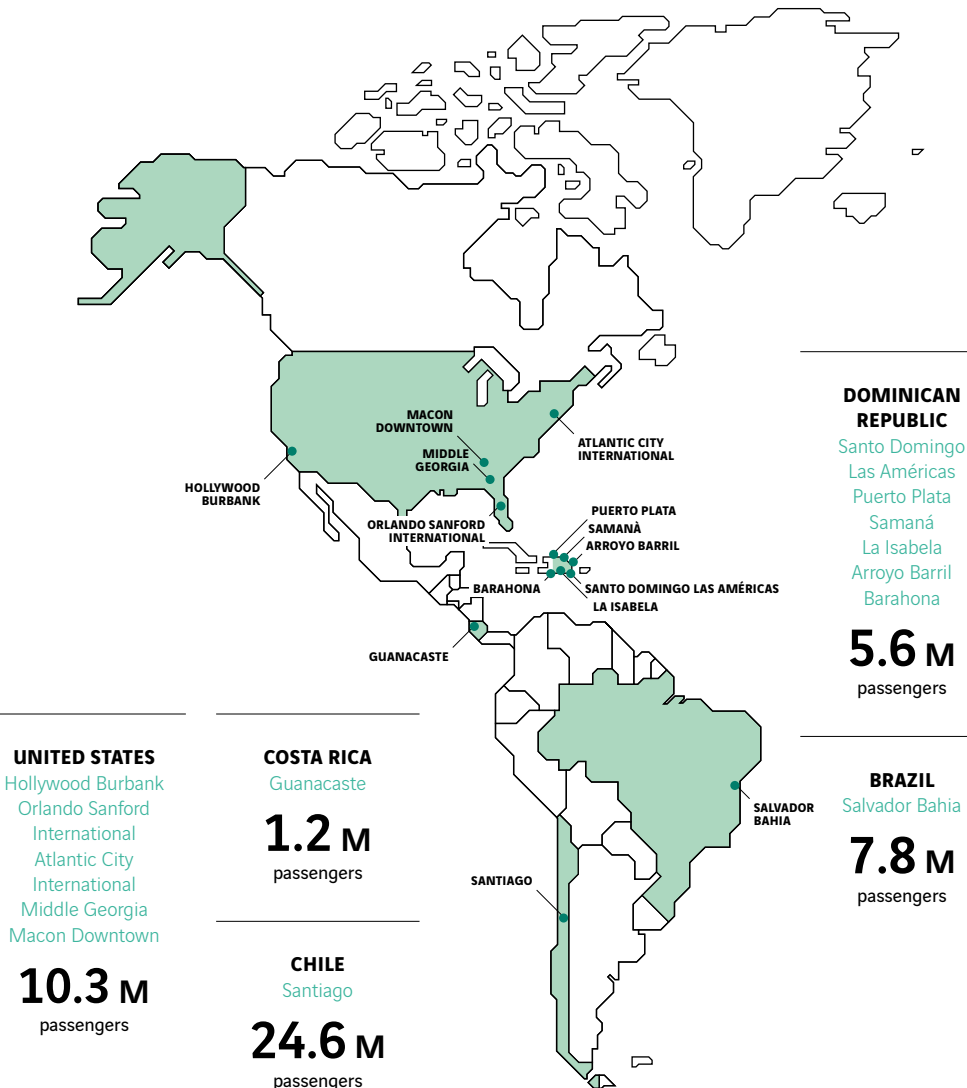 MACON
DOWNTOWN
MIDDLE
GEORGIA
ATLANTIC CITY
INTERNATIONAL
HOLLYWOOD
BURBANK
ORLANDO SANFORD
INTERNATIONAL
PUERTO PLATA
SAMANÀ
ARROYO BARRIL
BARAHONA
SANTO DOMINGO LAS AMÉRICAS
LA ISABELA
GUANACASTE
SALVADOR
BAHIA
SANTIAGO
DOMINICAN
REPUBLIC
Santo Domingo
Las Américas
Puerto Plata
Samaná
La Isabela
Arroyo Barril
Barahona
5.6 M
passengers
UNITED STATES
Hollywood Burbank
Orlando Sanford
International
Atlantic City
International
Middle Georgia
Macon Downtown
10.3 M
passengers
COSTA RICA
Guanacaste
1.2 M
passengers
CHILE
Santiago
24.6 M
passengers
BRAZIL
Salvador Bahia
7.8 M
passengers